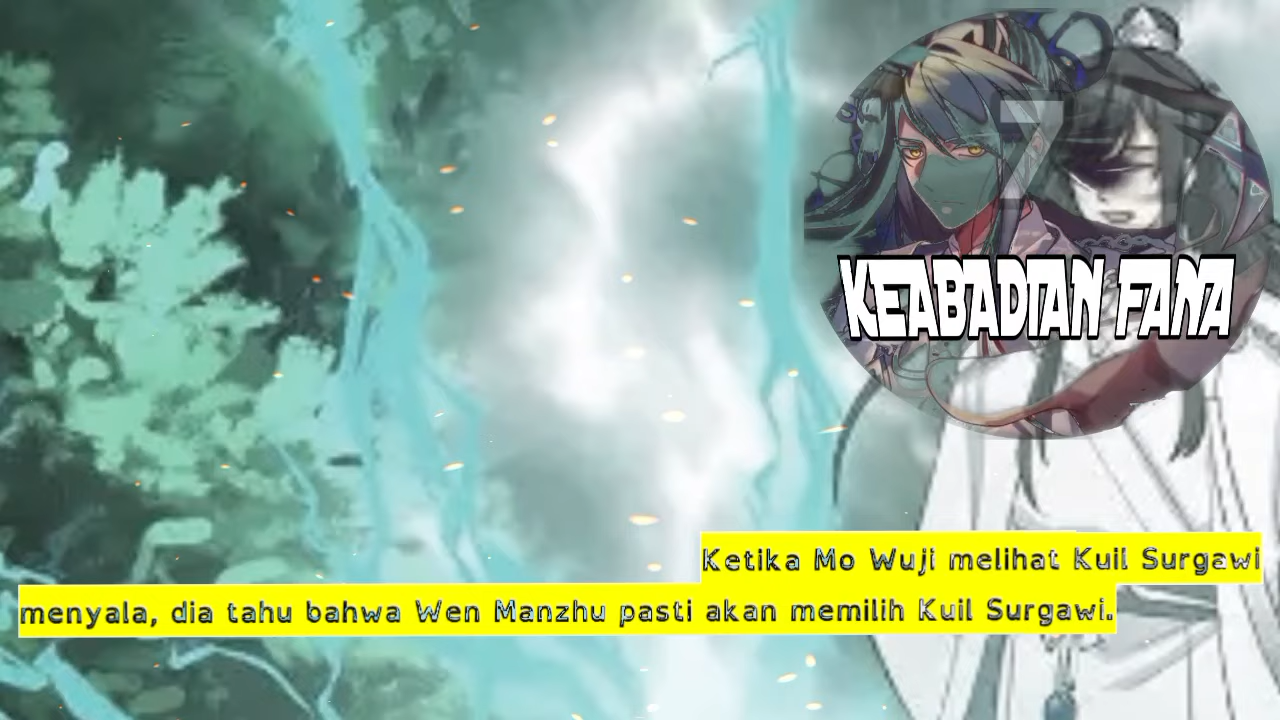 7
KEABADIAN FANA
Ketika Mo Wuji melihat Kuil Surgawi
menyala, dia tahu bahwa Wen Manzhu pasti akan memilih Kuil Surgawi.